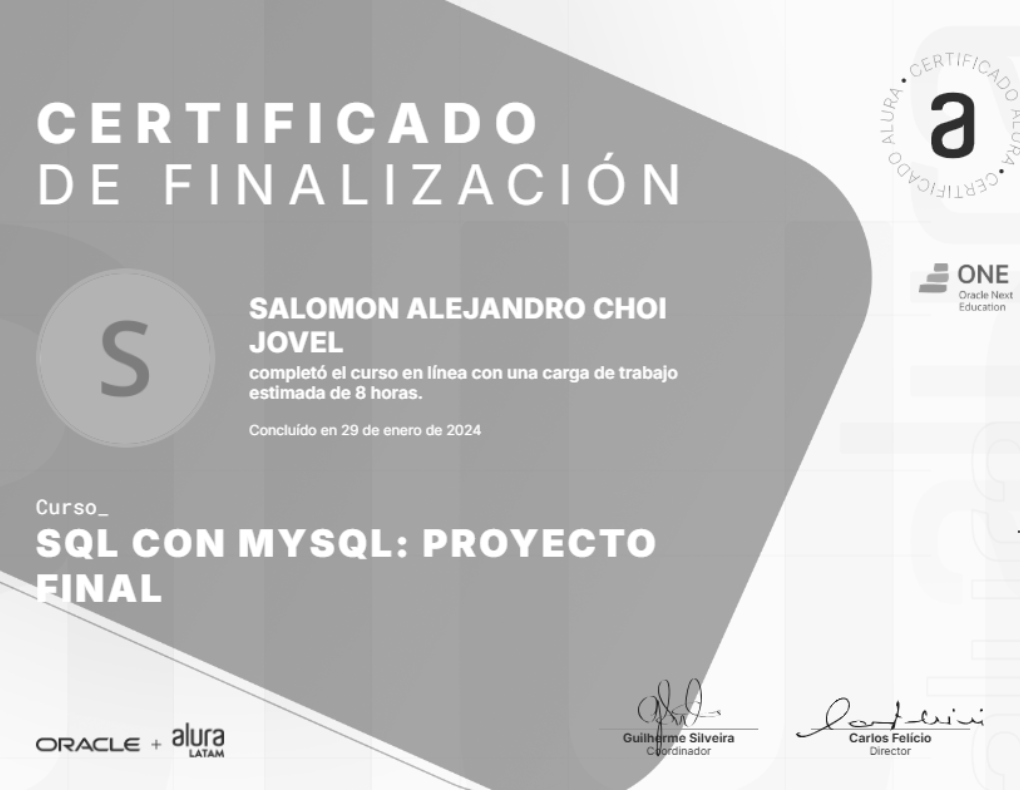 CERTIFICADO
DE FINALIZACIÓN
CERTIFICADO ALURA • CERTIFICADO ALURA •
a
ONE
Oracle Next
Education
S
SALOMON ALEJANDRO CHOI
JOVEL
completó el curso en línea con una carga de trabajo
estimada de 8 horas.
Concluído en 29 de enero de 2024
Curso_
SQL CON MYSQL: PROYECTO
FINAL
ORACLE + alura
LATAM
Guilherme Silveira
Coordinador
Carlos Felício
Director